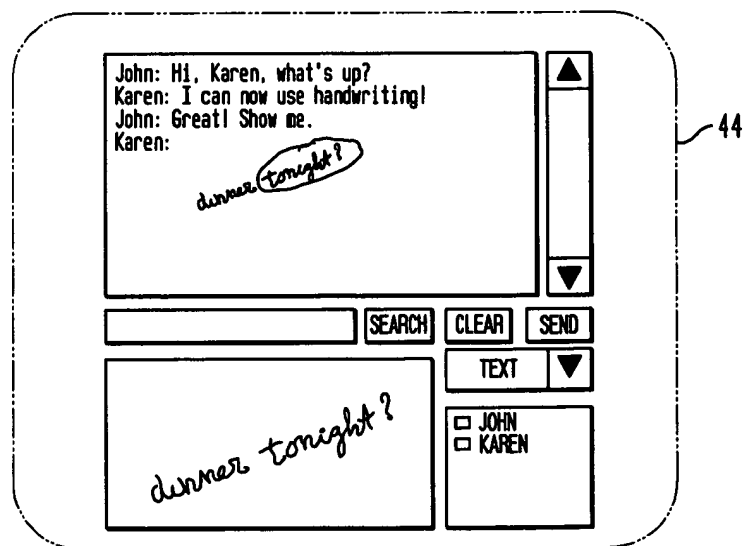 John: Hi, Karen, what's up?
Karen: I can now use handwriting!
John: Great! Show me.
Karen:
dinner tonight?
44
SEARCH CLEAR SEND
TEXT
dinner tonight?
JOHN
KAREN